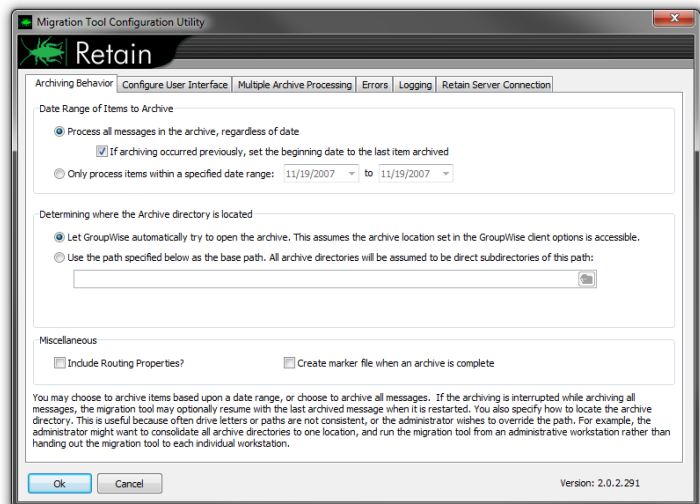 Migration Tool Configuration Utility
Retain
Archiving Behavior Configure User Interface Multiple Archive Processing Errors Logging Retain Server Connection
Date Range of Items to Archive
Process all messages in the archive, regardless of date
If archiving occurred previously, set the beginning date to the last item archived
Only process items within a specified date range: 11/19/2007 to 11/19/2007
Determining where the Archive directory is located
Let GroupWise automatically try to open the archive. This assumes the archive location set in the GroupWise client options is accessible.
Use the path specified below as the base path. All archive directories will be assumed to be direct subdirectories of this path:
Miscellaneous
Include Routing Properties? Create marker file when an archive is complete
You may choose to archive items based upon a date range, or choose to archive all messages. If the archiving is interrupted while archiving all
messages, the migration tool may optionally resume with the last archived message when it is restarted. You also specify how to locate the archive
directory. This is useful because often drive letters or paths are not consistent, or the administrator wishes to override the path. For example, the
administrator might want to consolidate all archive directories to one location, and run the migration tool from an administrative workstation rather than
handing out the migration tool to each individual workstation.
Ok Cancel Version: 2.0.2.291